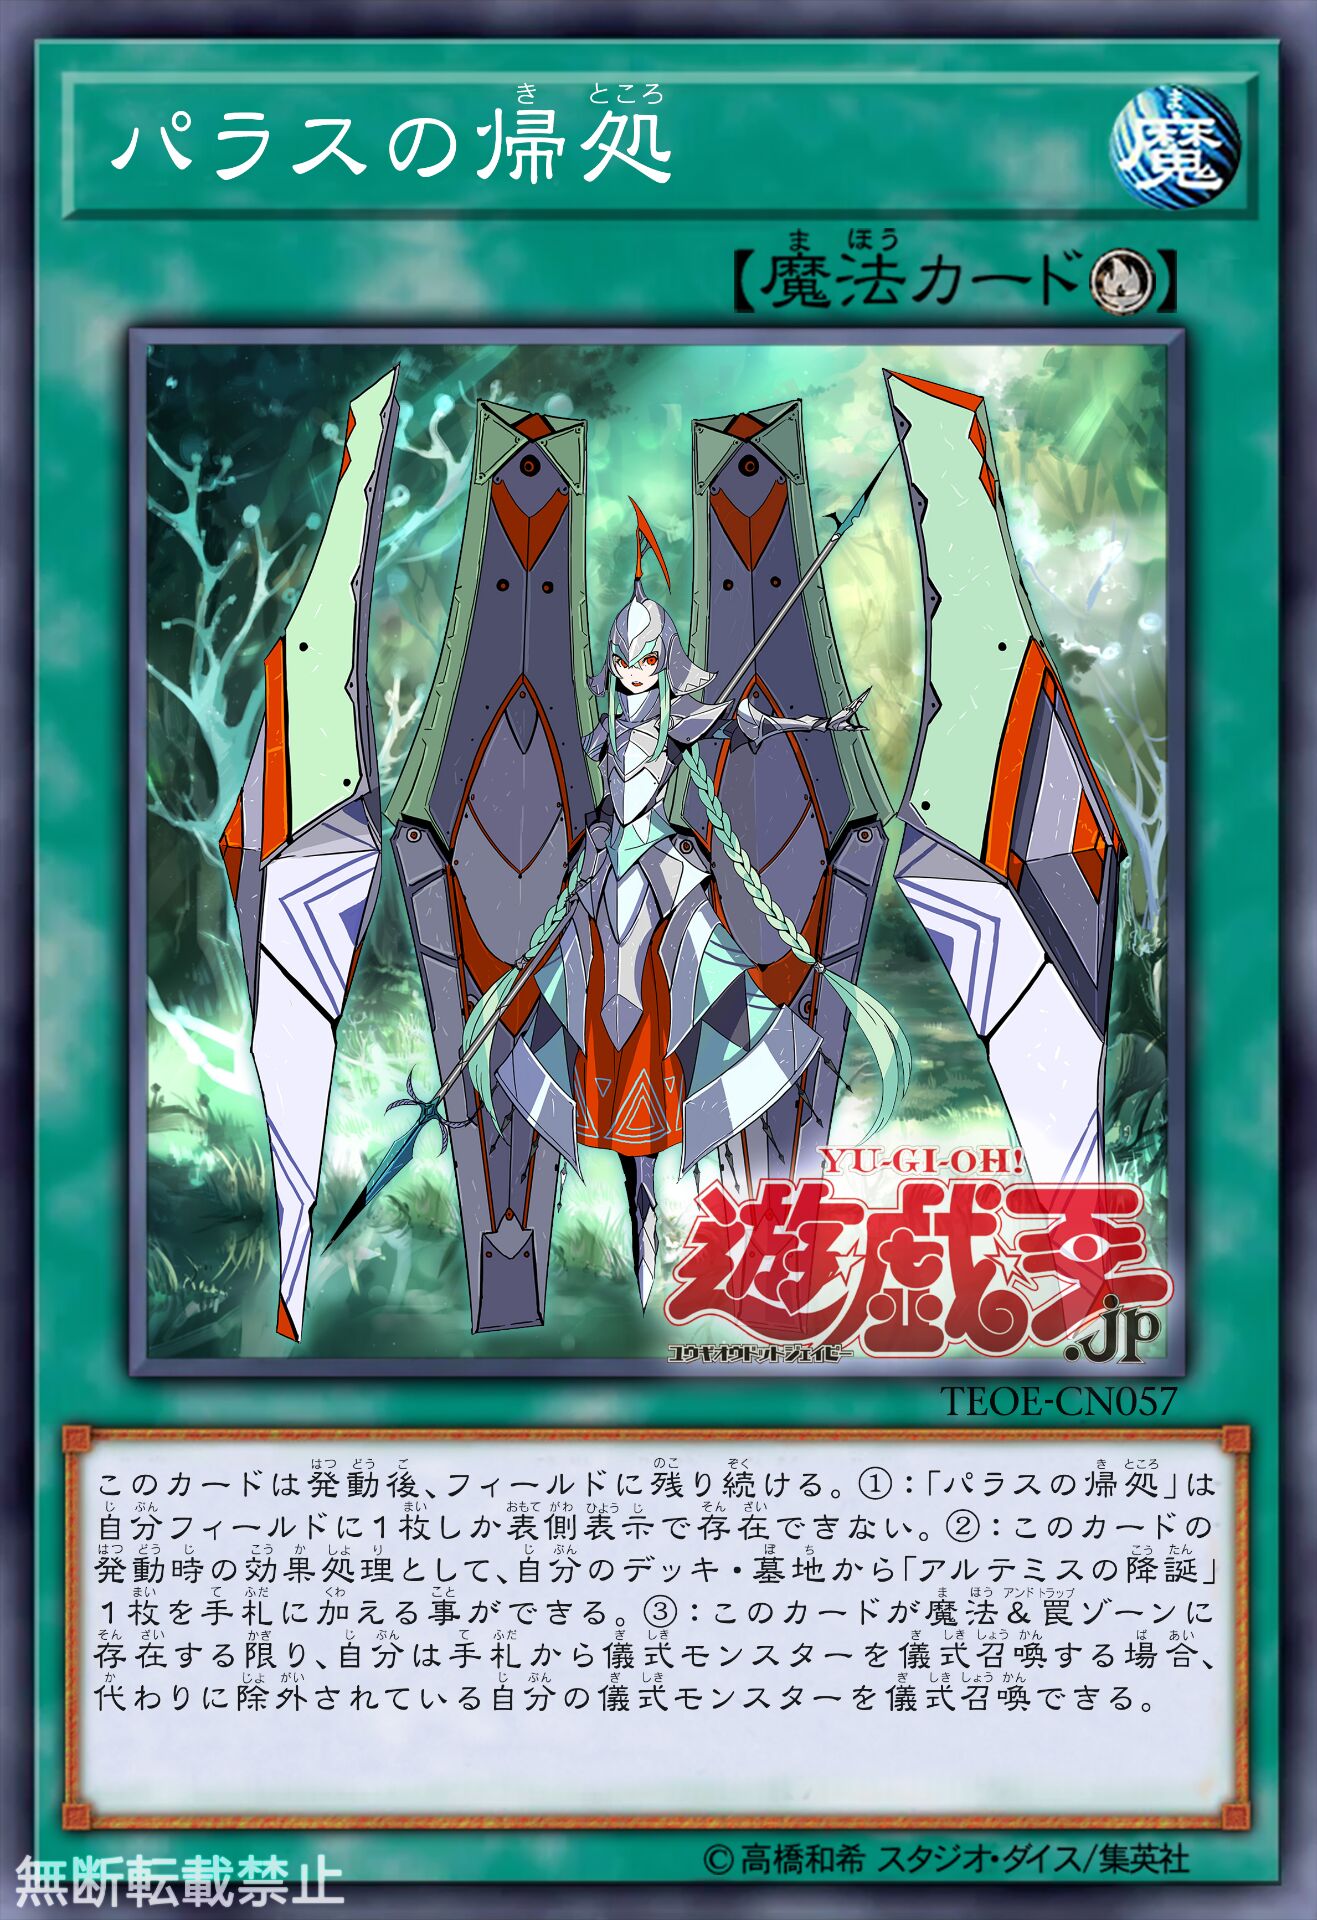 パラスの帰処
き ところ
魔
ま
【魔法カード】
ま ほう
YU-GI-OH!
遊戯王
.jp
ユウギオウドットジェイピー
TEOE-CN057
このカードは発動後、フィールドに残り続ける。①：「パラスの帰処」は
自分フィールドに１枚しか表側表示で存在できない。②：このカードの
発動時の効果処理として、自分のデッキ・墓地から「アルテミスの降誕」
１枚を手札に加える事ができる。③：このカードが魔法＆罠ゾーンに
存在する限り、自分は手札から儀式モンスターを儀式召喚する場合、
代わりに除外されている自分の儀式モンスターを儀式召喚できる。
©高橋和希 スタジオ・ダイス/集英社
無断転載禁止